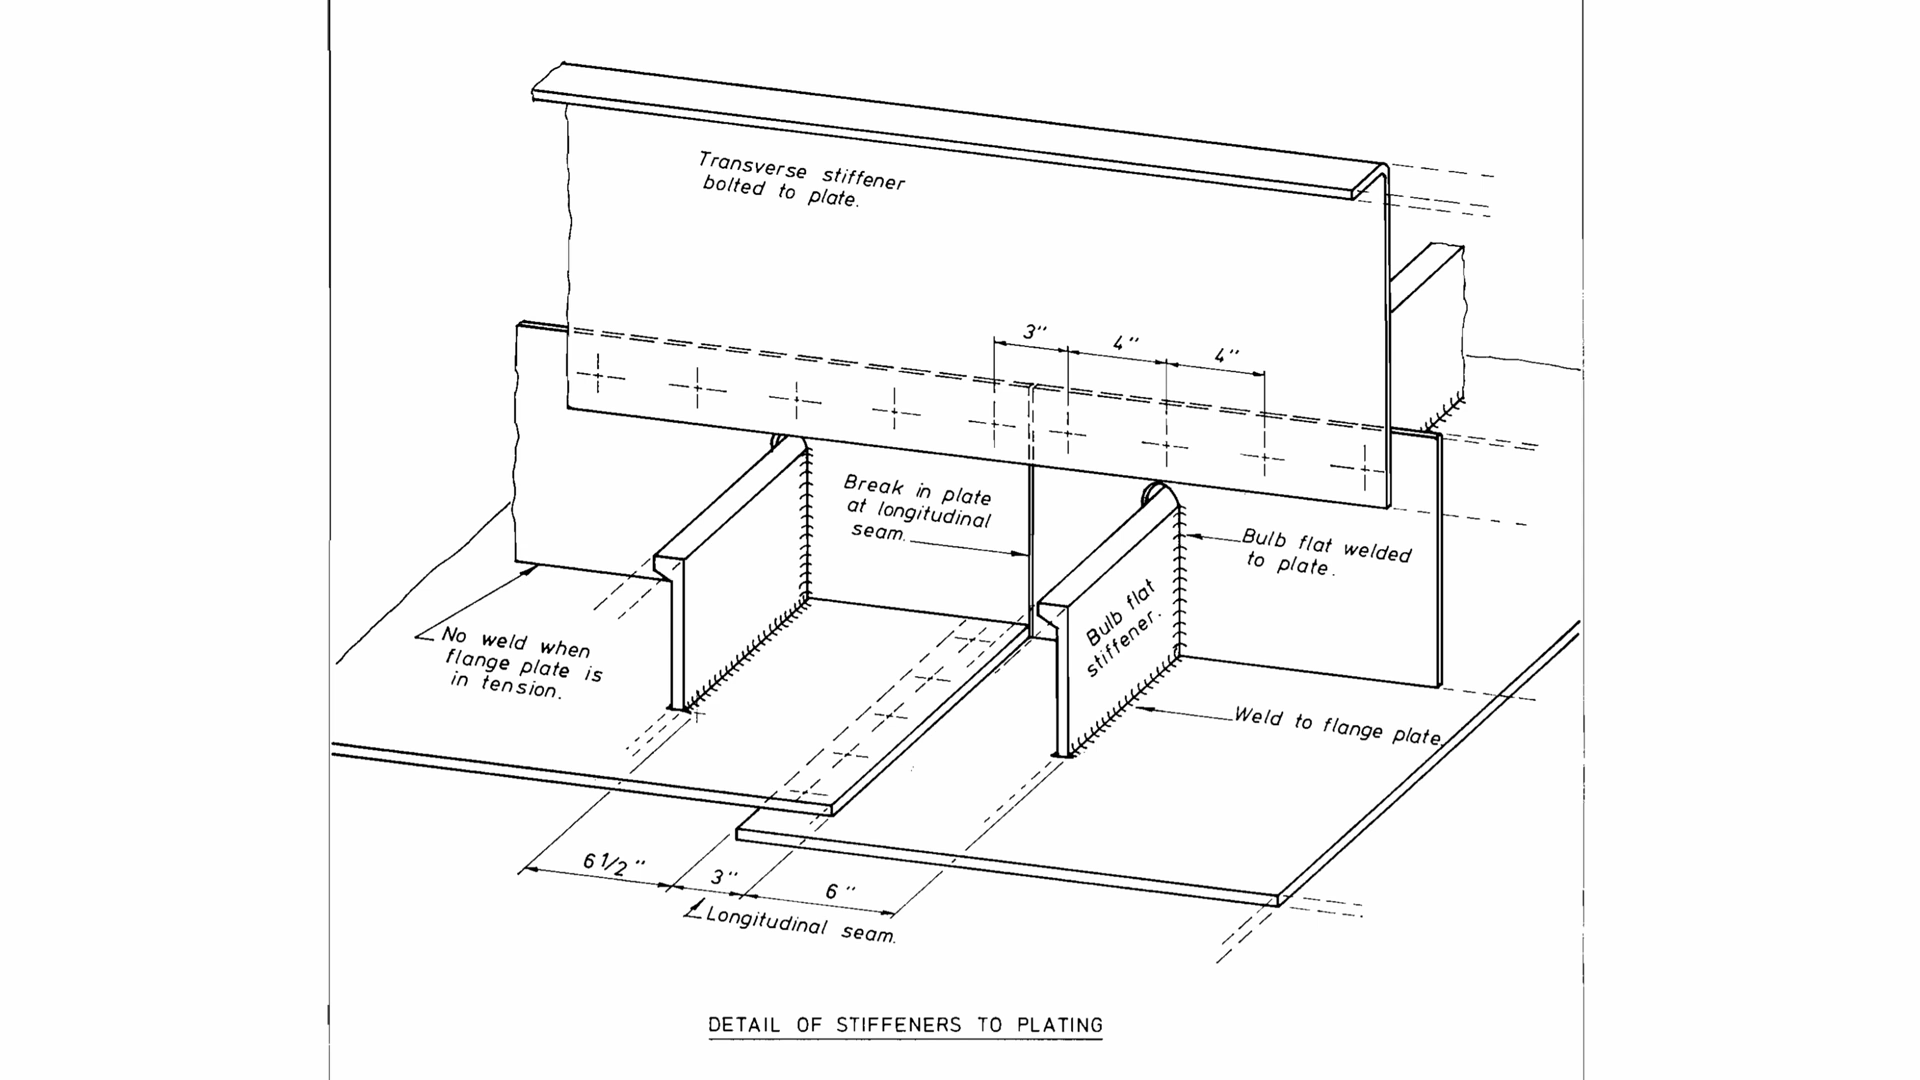 Transverse stiffener
bolted to plate.
3"
4"
4"
Break in plate
at longitudinal
seam.
Bulb flat welded
to plate.
Bulb flat
stiffener.
No weld when
flange plate is
in tension.
Weld to flange plate.
6 1/2"
3"
6"
Longitudinal seam.
DETAIL OF STIFFENERS TO PLATING